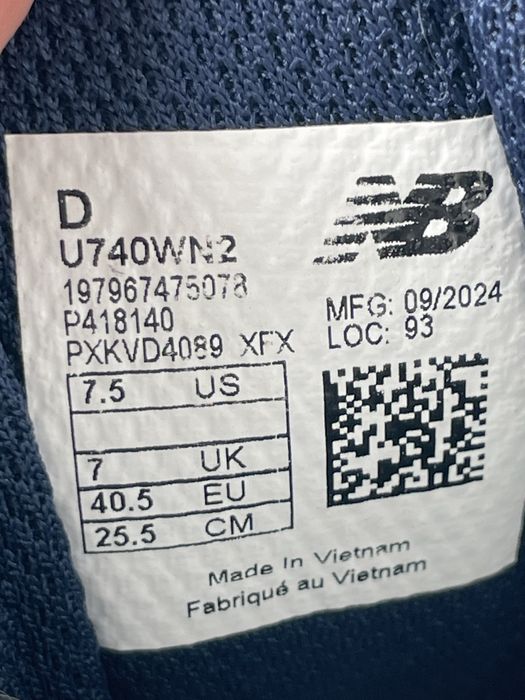 D
NB
U740WN2
197967475078
P418140
PXKVD4089 XFX
MFG: 09/2024
LOC: 93
7.5 US
7 UK
40.5 EU
25.5 CM
Made In Vietnam
Fabriqué au Vietnam